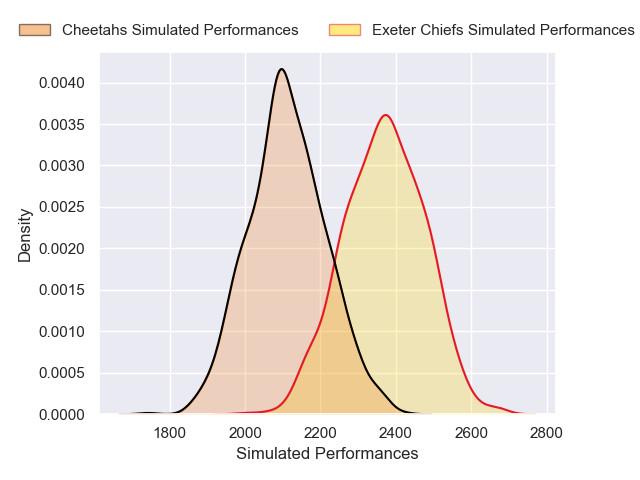 Cheetahs Simulated Performances Exeter Chiefs Simulated Performances
0.0040
0.0035
0.0030
0.0025
0.0020
0.0015
0.0010
0.0005
0.0000
Density
1800 2000 2200 2400 2600 2800
Simulated Performances